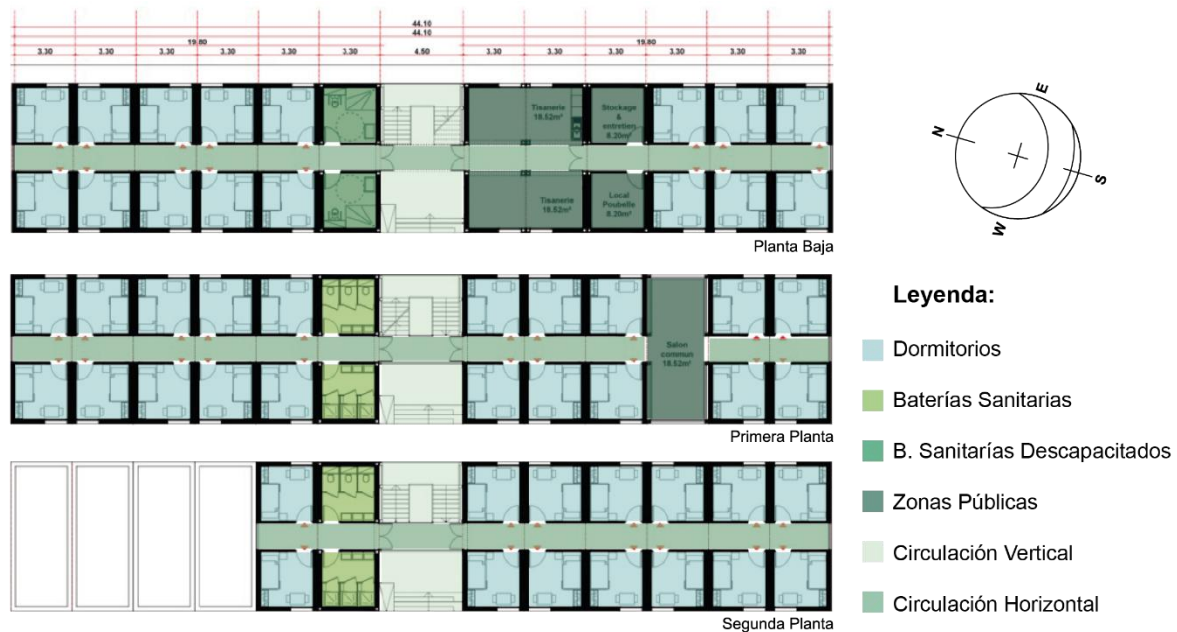 44.10
44.10
19.80 19.80
3.30 3.30 3.30 3.30 3.30 3.30 4.50 3.30 3.30 3.30 3.30 3.30 3.30
Tisanerie
18.52m²
Stockage
&
entretien
8.20m²
Tisanerie
18.52m²
Local
Poubelle
8.20m²
Planta Baja
Salon
commun
18.52m²
Primera Planta
Segunda Planta
N
E
S
W
Leyenda:
Dormitorios
Baterías Sanitarias
B. Sanitarías Descapacitados
Zonas Públicas
Circulación Vertical
Circulación Horizontal